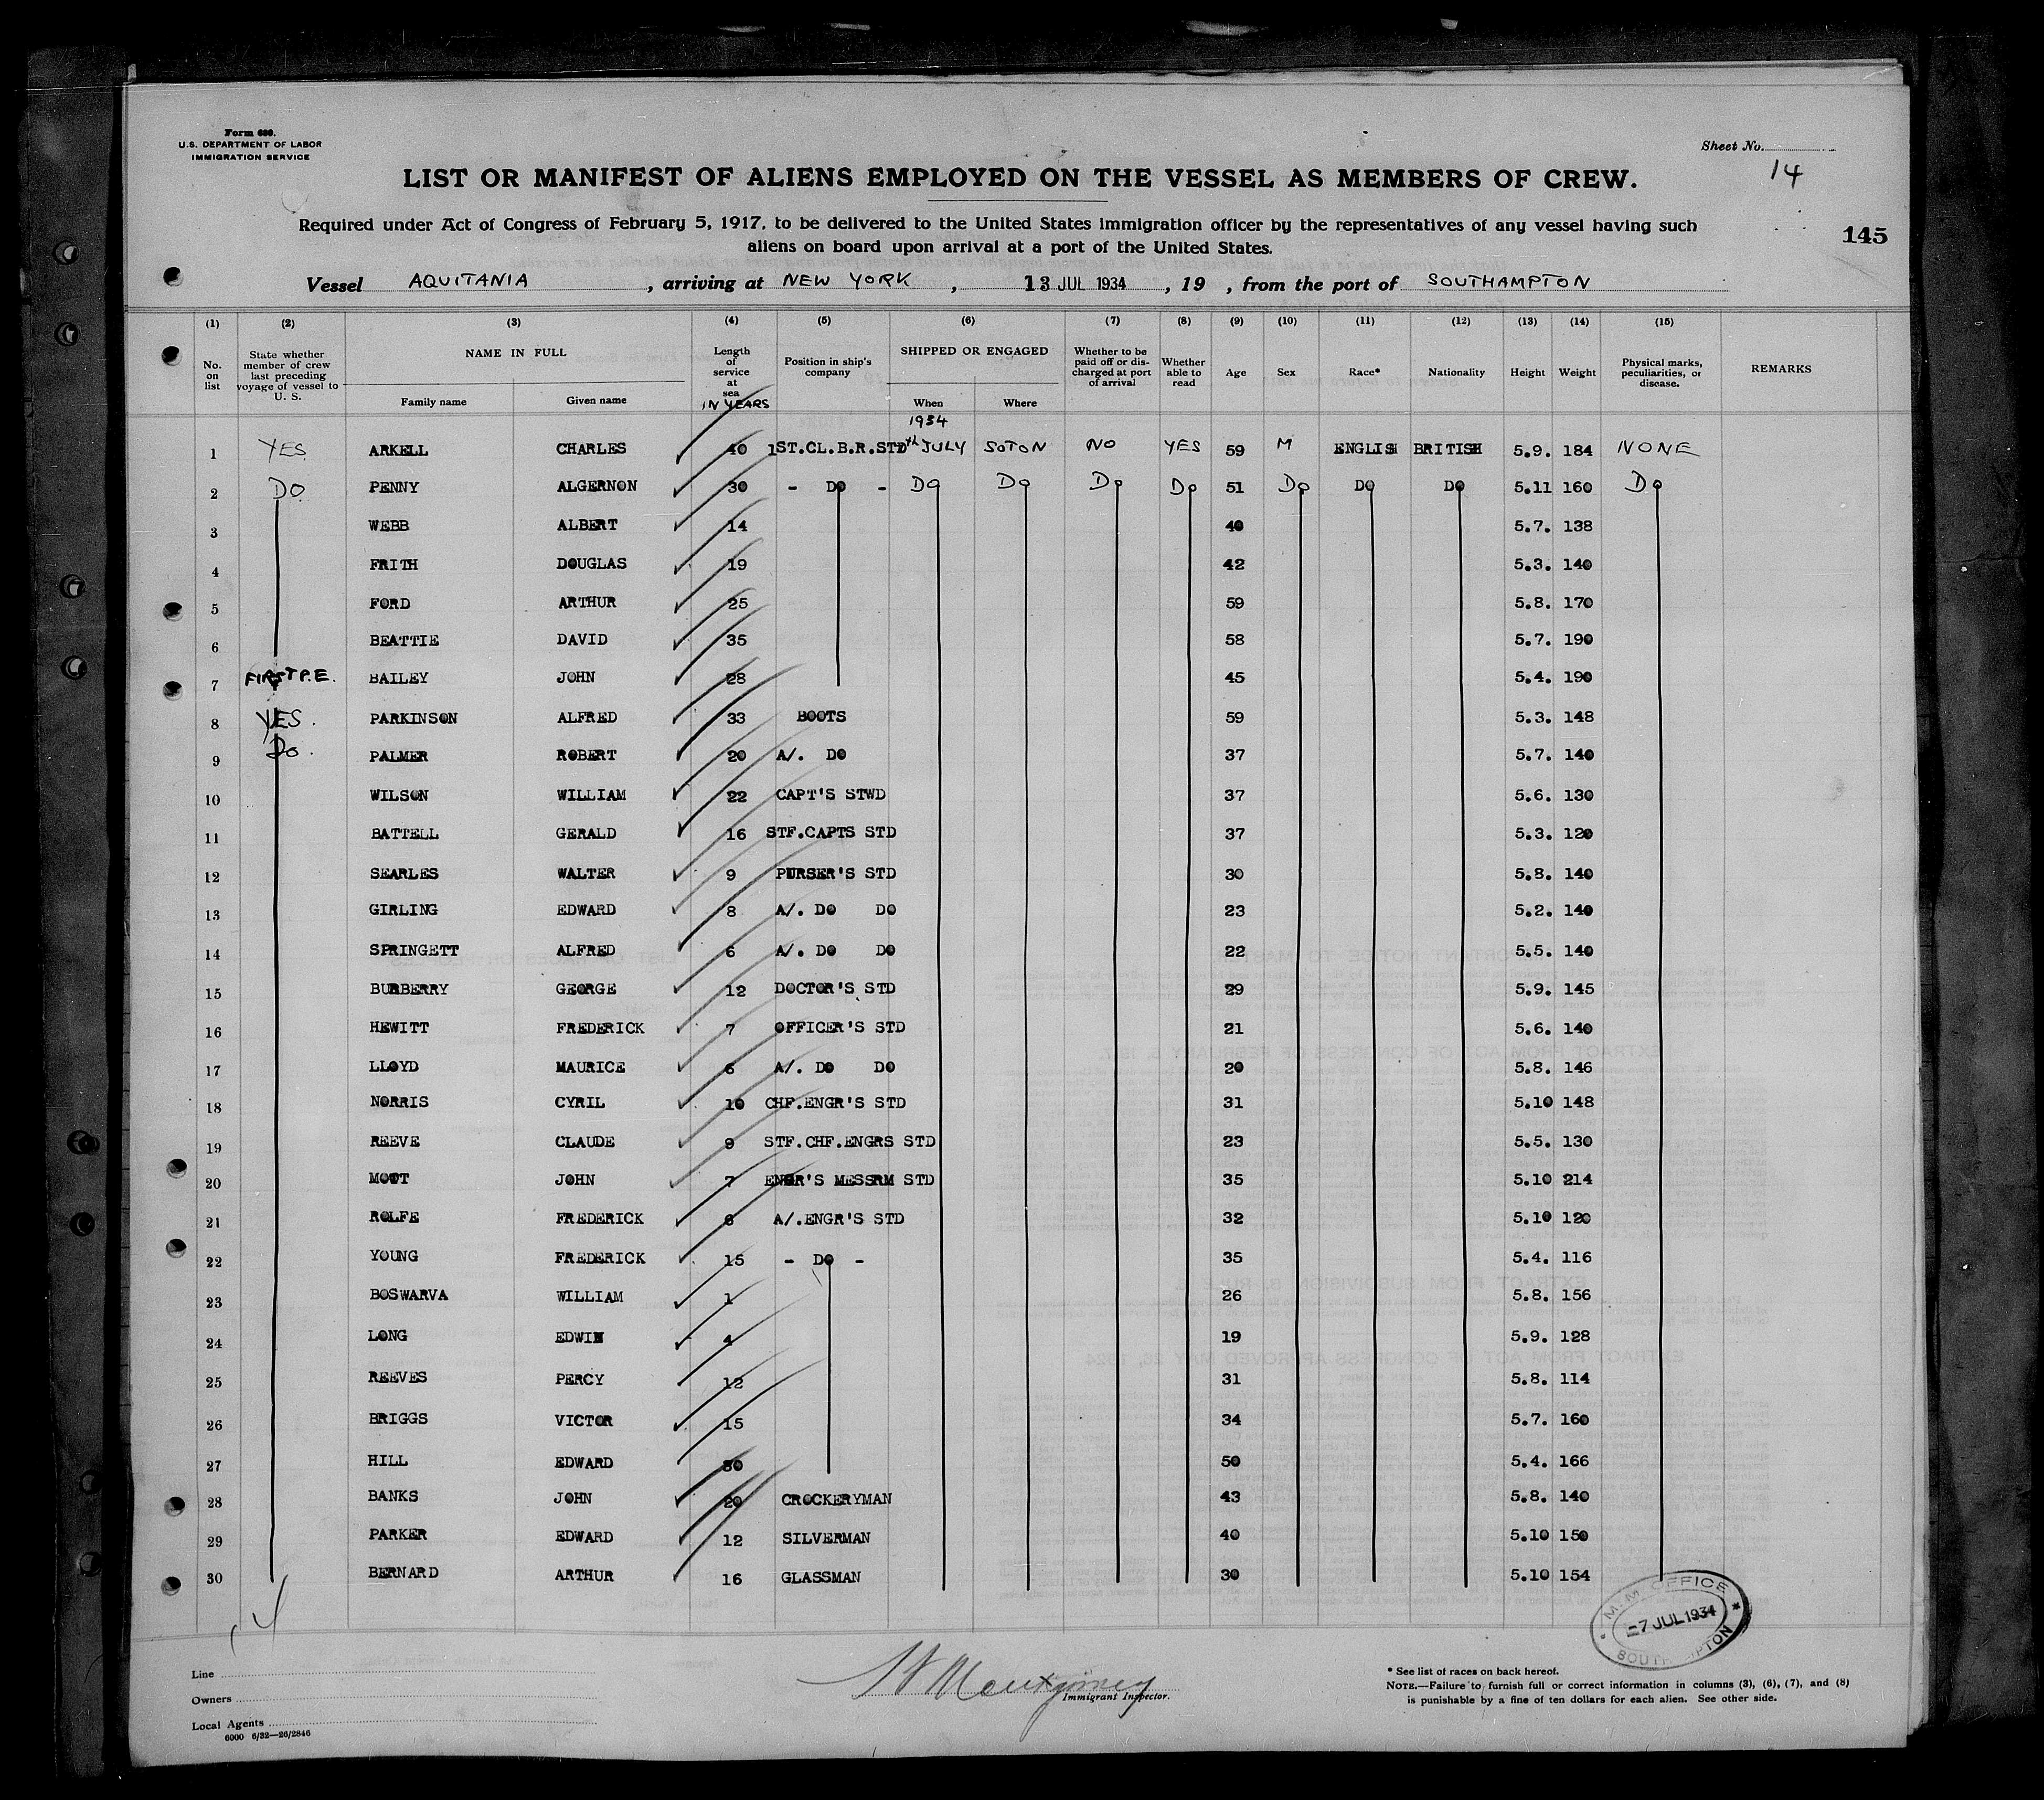 Form 689.
U.S. DEPARTMENT OF LABOR
IMMIGRATION SERVICE
Sheet No.
14
LIST OR MANIFEST OF ALIENS EMPLOYED ON THE VESSEL AS MEMBERS OF CREW.
Required under Act of Congress of February 5, 1917, to be delivered to the United States immigration officer by the representatives of any vessel having such
aliens on board upon arrival at a port of the United States.
145
Vessel AQUITANIA , arriving at NEW YORK , 13 JUL 1934 , 19 , from the port of SOUTHAMPTON
(1) (2) (3) (4) (5) (6) (7) (8) (9) (10) (11) (12) (13) (14) (15)
No. on list
State whether member of crew last preceding voyage of vessel to U. S.
NAME IN FULL
Family name
Given name
Length of service at sea IN YEARS
Position in ship's company
SHIPPED OR ENGAGED
When
Where
Whether to be paid off or discharged at port of arrival
Whether able to read
Age
Sex
Race*
Nationality
Height
Weight
Physical marks, peculiarities, or disease.
REMARKS
1934
1 YES ARKELL CHARLES 40 1ST.CL.B.R.STD th JULY SOTON NO YES 59 M ENGLISH BRITISH 5.9. 184 NONE
2 DO PENNY ALGERNON 30 - DO - DO DO DO DO 51 DO DO DO 5.11 160 DO
3 WEBB ALBERT 14 40 5.7. 138
4 FRITH DOUGLAS 19 42 5.3. 140
5 FORD ARTHUR 25 59 5.8. 170
6 BEATTIE DAVID 35 58 5.7. 190
7 FIRST P.E. BAILEY JOHN 28 45 5.4. 190
8 YES. PARKINSON ALFRED 33 BOOTS 59 5.3. 148
9 Do. PALMER ROBERT 20 A/. DO 37 5.7. 140
10 WILSON WILLIAM 22 CAPT'S STWD 37 5.6. 130
11 BATTELL GERALD 16 STF.CAPTS STD 37 5.3. 120
12 SEARLES WALTER 9 PURSER'S STD 30 5.8. 140
13 GIRLING EDWARD 8 A/. DO DO 23 5.2. 140
14 SPRINGETT ALFRED 6 A/. DO DO 22 5.5. 140
15 BURBERRY GEORGE 12 DOCTOR'S STD 29 5.9. 145
16 HEWITT FREDERICK 7 OFFICER'S STD 21 5.6. 140
17 LLOYD MAURICE 6 A/. DO DO 20 5.8. 146
18 NORRIS CYRIL 10 CHF.ENGR'S STD 31 5.10 148
19 REEVE CLAUDE 9 STF.CHF.ENGRS STD 23 5.5. 130
20 MOTT JOHN 7 ENGR'S MESSRM STD 35 5.10 214
21 ROLFE FREDERICK 6 A/.ENGR'S STD 32 5.10 120
22 YOUNG FREDERICK 15 - DO - 35 5.4. 116
23 BOSWARVA WILLIAM 1 26 5.8. 156
24 LONG EDWIN 4 19 5.9. 128
25 REEVES PERCY 12 31 5.8. 114
26 BRIGGS VICTOR 15 34 5.7. 160
27 HILL EDWARD 30 50 5.4. 166
28 BANKS JOHN 20 CROCKERYMAN 43 5.8. 140
29 PARKER EDWARD 12 SILVERMAN 40 5.10 150
30 BERNARD ARTHUR 16 GLASSMAN 30 5.10 154
M.M. OFFICE
-7 JUL 1934
Line
Owners
Local Agents
6000 6/32—26/2846
Montgomery
Immigrant Inspector.
* See list of races on back hereof.
NOTE.—Failure to furnish full or correct information in columns (3), (6), (7), and (8)
is punishable by a fine of ten dollars for each alien. See other side.